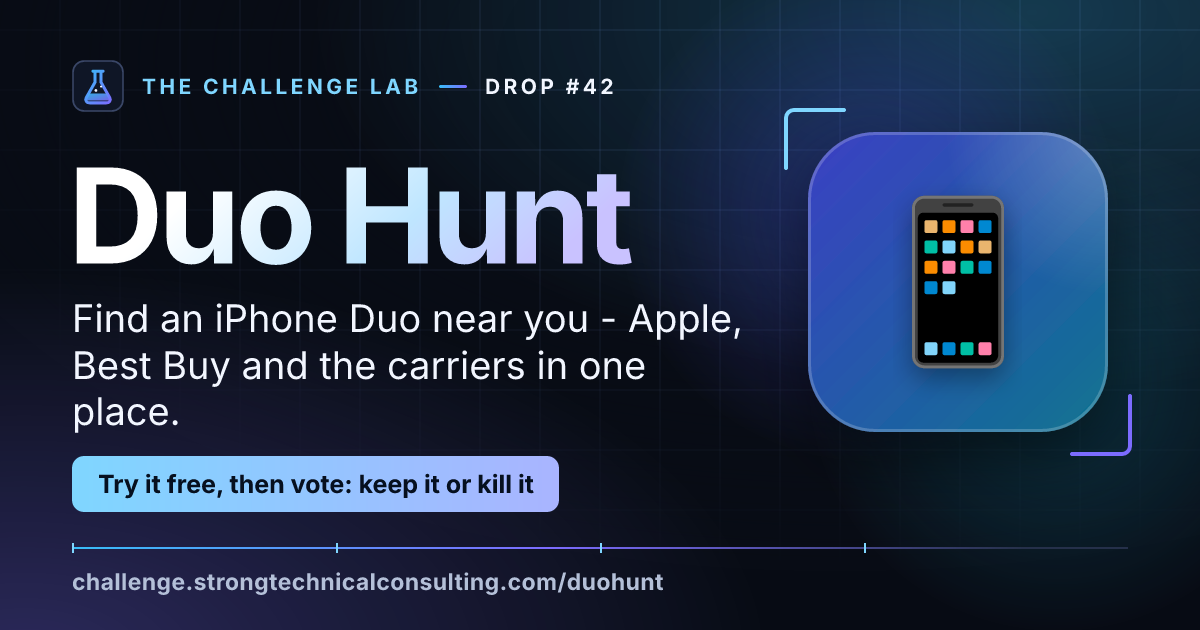 THE CHALLENGE LAB — DROP #42
Duo Hunt
Find an iPhone Duo near you - Apple,
Best Buy and the carriers in one
place.
Try it free, then vote: keep it or kill it
challenge.strongtechnicalconsulting.com/duohunt